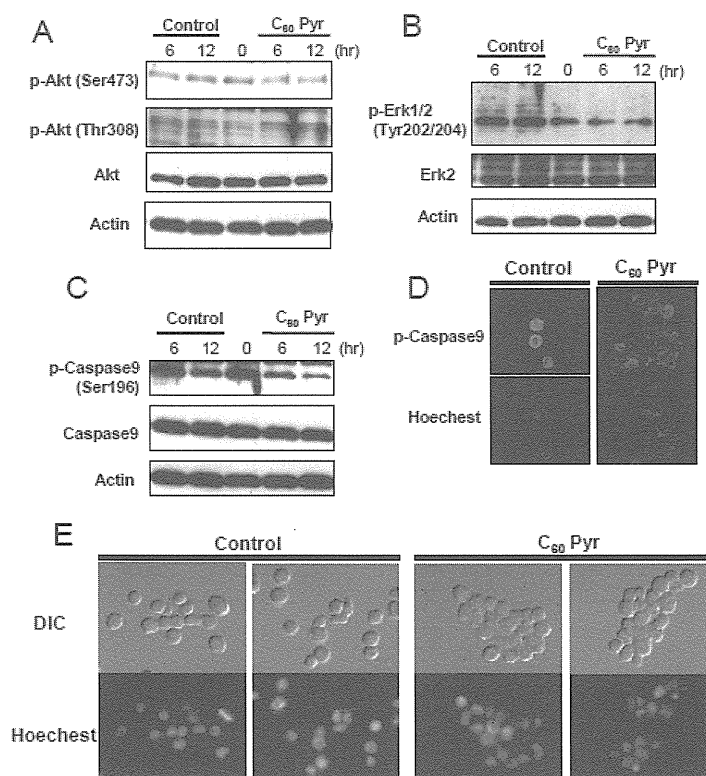 A
Control C60 Pyr
6 12 0 6 12 (hr)
p-Akt (Ser473)
p-Akt (Thr308)
Akt
Actin
B
Control C60 Pyr
6 12 0 6 12 (hr)
p-Erk1/2
(Tyr202/204)
Erk2
Actin
C
Control C60 Pyr
6 12 0 6 12 (hr)
p-Caspase9
(Ser196)
Caspase9
Actin
D
Control C60 Pyr
p-Caspase9
Hoechest
E
Control C60 Pyr
DIC
Hoechest